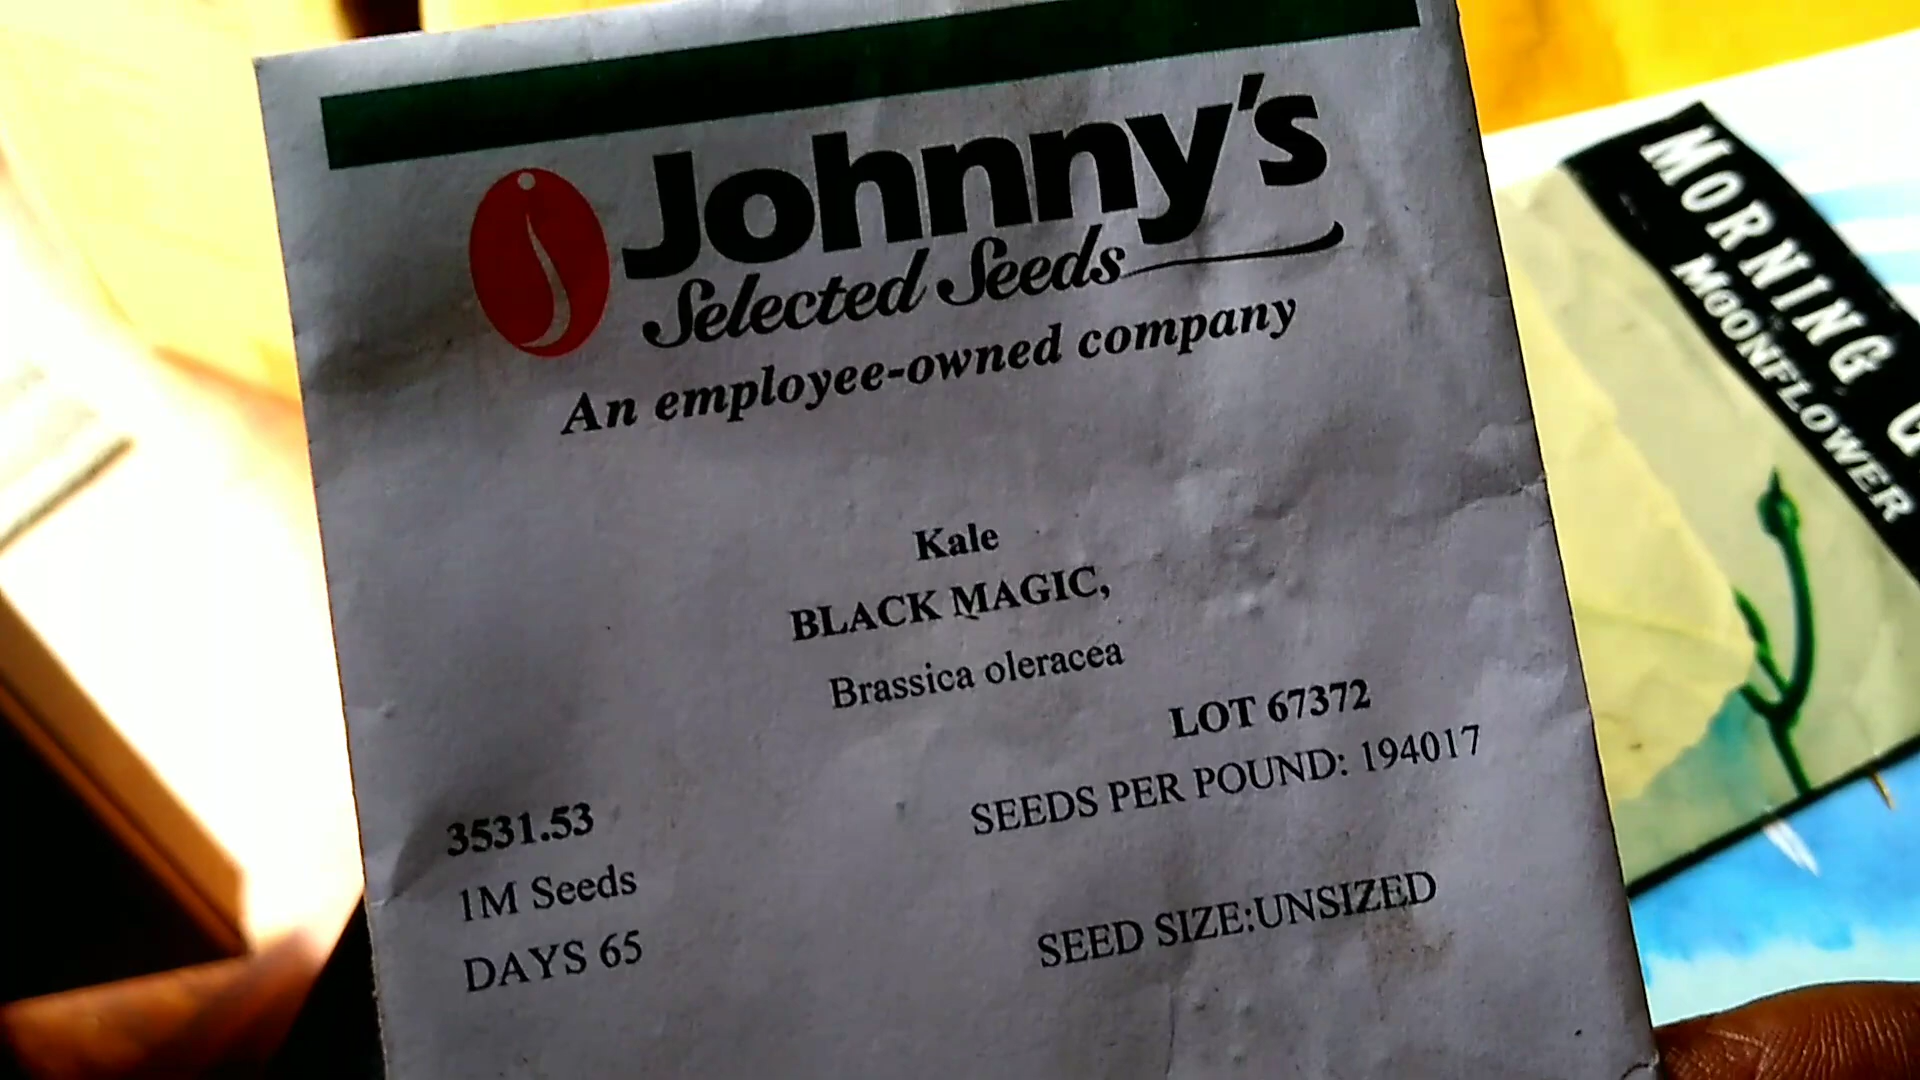 Johnny's
Selected Seeds
An employee-owned company
Kale
BLACK MAGIC,
Brassica oleracea
LOT 67372
SEEDS PER POUND: 194017
3531.53
1M Seeds
DAYS 65
SEED SIZE:UNSIZED
MORNING G
MOONFLOWER